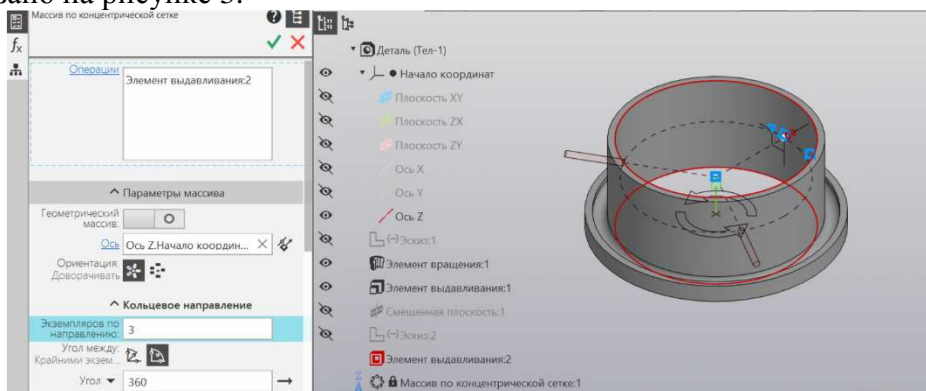 вано на рисунке 3.
Массив по концентрической сетке
Операции
Элемент выдавливания:2
Параметры массива
Геометрический массив:
Ось Ось Z.Начало координ...
Ориентация:
Доворачивать
Кольцевое направление
Экземпляров по направлению: 3
Угол между:
Крайними экзем...
Угол 360
Деталь (Тел-1)
Начало координат
Плоскость XY
Плоскость ZX
Плоскость ZY
Ось X
Ось Y
Ось Z
(-)Эскиз:1
Элемент вращения:1
Элемент выдавливания:1
Смещенная плоскость:1
(-)Эскиз:2
Элемент выдавливания:2
Массив по концентрической сетке:1